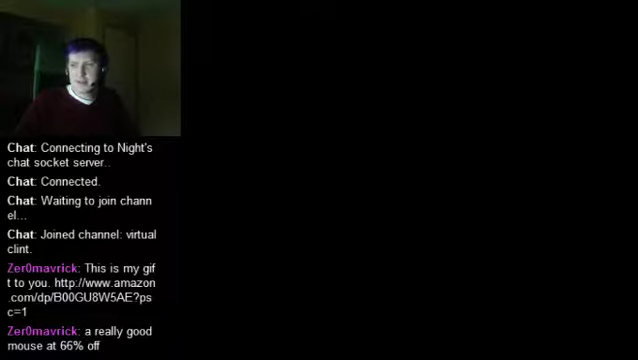 Chat: Connecting to Night's
chat socket server..
Chat: Connected.
Chat: Waiting to join chann
el...
Chat: Joined channel: virtual
clint.
Zer0mavrick: This is my gif
t to you. http://www.amazon
.com/dp/B00GU8W5AE?ps
c=1
Zer0mavrick: a really good
mouse at 66% off